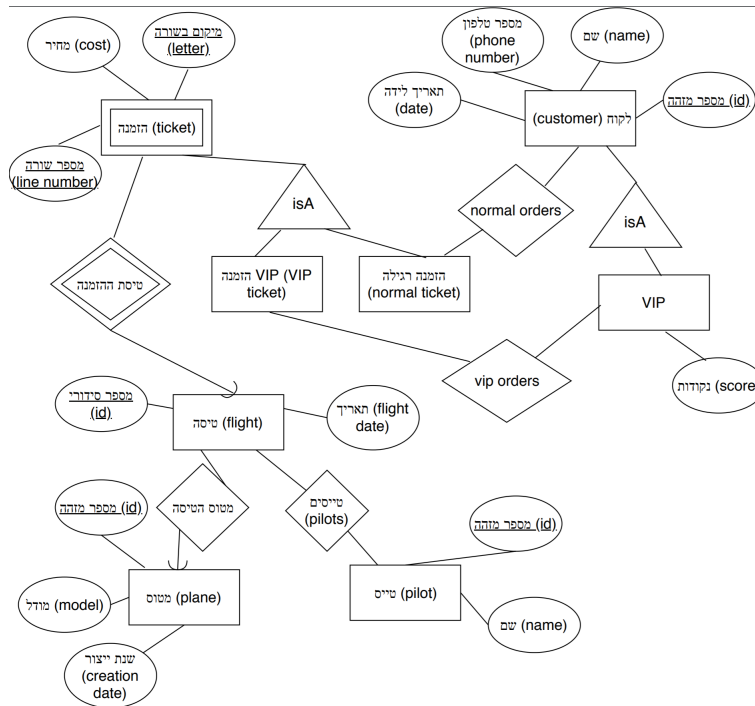 מחיר (cost)
מיקום בשורה
(letter)
הזמנה (ticket)
מספר שורה
(line number)
מספר טלפון
(phone
number)
שם (name)
תאריך לידה
(date)
לקוח (customer)
מספר מזהה (id)
isA
normal orders
isA
הזמנה VIP (VIP
ticket)
הזמנה רגילה
(normal ticket)
VIP
טיסת ההזמנה
vip orders
נקודות (score
מספר סידורי
(id)
טיסה (flight)
תאריך (flight
date)
מספר מזהה (id)
מטוס הטיסה
טייסים
(pilots)
מספר מזהה (id)
מטוס (plane)
מודל (model)
טייס (pilot)
שם (name)
שנת ייצור
(creation
date)